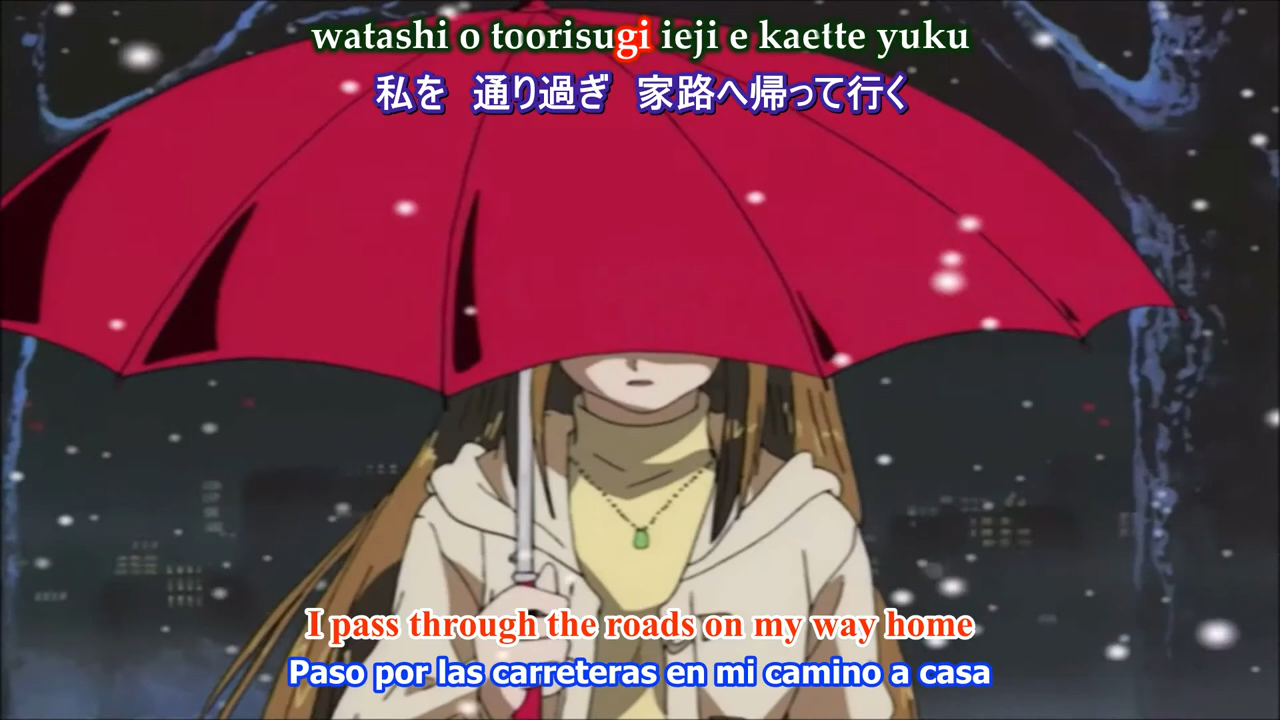 watashi o toorisugi ieji e kaette yuku
私を　通り過ぎ　家路へ帰って行く
I pass through the roads on my way home
Paso por las carreteras en mi camino a casa